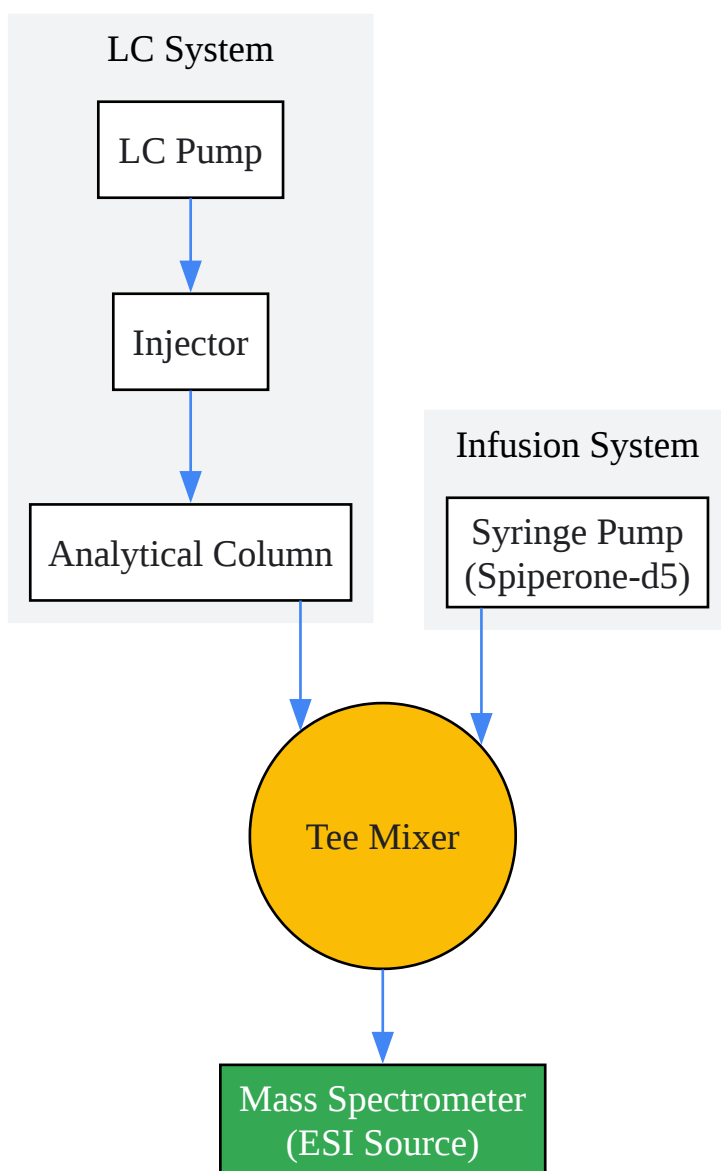 LC System
LC Pump
Injector
Analytical Column
Infusion System
Syringe Pump
(Spiperone-d5)
Tee Mixer
Mass Spectrometer
(ESI Source)